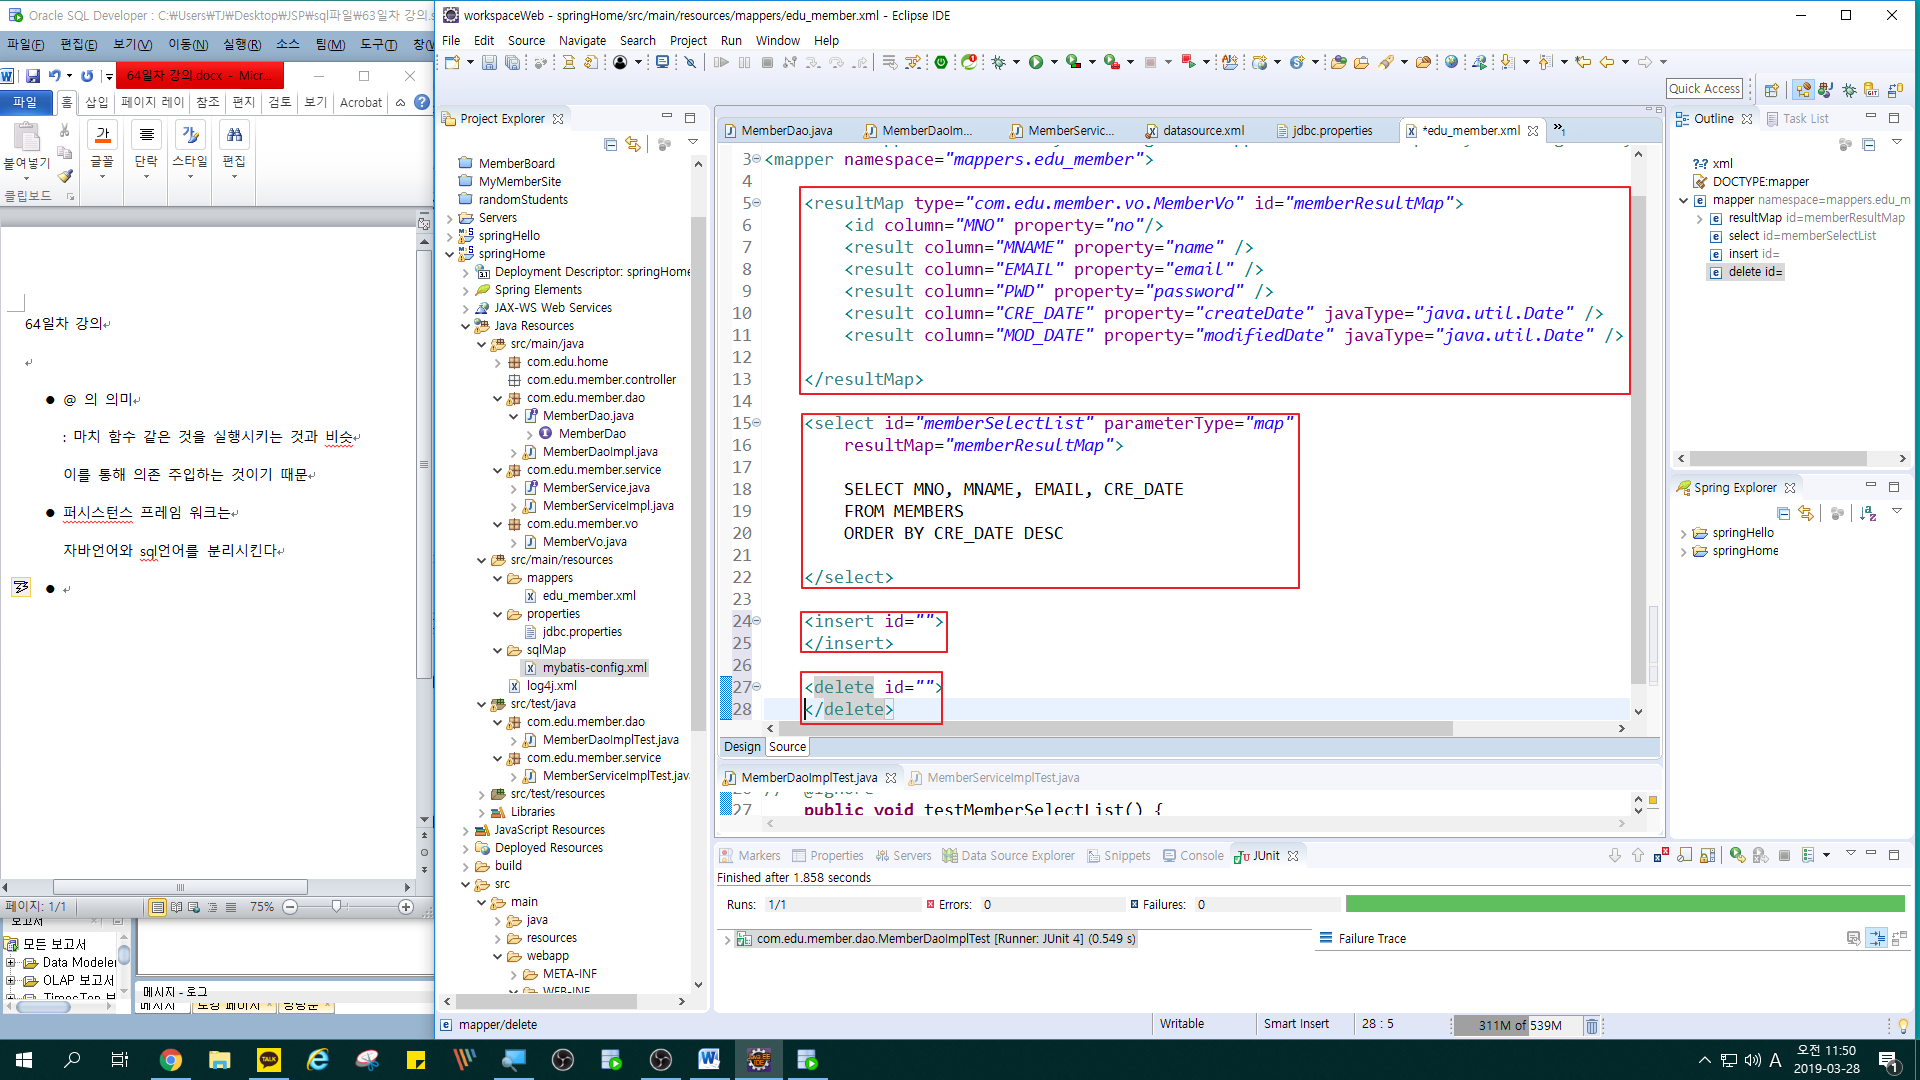 Oracle SQL Developer : C:₩Users₩TJ₩Desktop₩JSP₩sql파일₩63일차 강의.s
파일(F) 편집(E) 보기(V) 이동(N) 실행(R) 소스 팀(M) 도구(T) 창(
64일차 강의.docx - Micr...
파일 홈 삽입 페이지 레이 참조 편지 검토 보기 Acrobat
붙여넣기 글꼴 단락 스타일 편집
클립보드
64일차 강의
@ 의 의미
: 마치 함수 같은 것을 실행시키는 것과 비슷
이를 통해 의존 주입하는 것이기 때문
퍼시스턴스 프레임 워크는
자바언어와 sql언어를 분리시킨다
페이지: 1/1 75%
보고서
모든 보고서
Data Modeler
OLAP 보고서
메시지 - 로그
메시지
workspaceWeb - springHome/src/main/resources/mappers/edu_member.xml - Eclipse IDE
File Edit Source Navigate Search Project Run Window Help
Quick Access
Project Explorer
MemberBoard
MyMemberSite
randomStudents
Servers
springHello
springHome
Deployment Descriptor: springHome
Spring Elements
JAX-WS Web Services
Java Resources
src/main/java
com.edu.home
com.edu.member.controller
com.edu.member.dao
MemberDao.java
MemberDao
MemberDaoImpl.java
com.edu.member.service
MemberService.java
MemberServiceImpl.java
com.edu.member.vo
MemberVo.java
src/main/resources
mappers
edu_member.xml
properties
jdbc.properties
sqlMap
mybatis-config.xml
log4j.xml
src/test/java
com.edu.member.dao
MemberDaoImplTest.java
com.edu.member.service
MemberServiceImplTest.java
src/test/resources
Libraries
JavaScript Resources
Deployed Resources
build
src
main
java
resources
webapp
META-INF
WEB-INF
MemberDao.java MemberDaoIm... MemberServic... datasource.xml jdbc.properties *edu_member.xml
3 <mapper namespace="mappers.edu_member">
4
5 <resultMap type="com.edu.member.vo.MemberVo" id="memberResultMap">
6 <id column="MNO" property="no"/>
7 <result column="MNAME" property="name" />
8 <result column="EMAIL" property="email" />
9 <result column="PWD" property="password" />
10 <result column="CRE_DATE" property="createDate" javaType="java.util.Date" />
11 <result column="MOD_DATE" property="modifiedDate" javaType="java.util.Date" />
12
13 </resultMap>
14
15 <select id="memberSelectList" parameterType="map"
16 resultMap="memberResultMap">
17
18 SELECT MNO, MNAME, EMAIL, CRE_DATE
19 FROM MEMBERS
20 ORDER BY CRE_DATE DESC
21
22 </select>
23
24 <insert id="">
25 </insert>
26
27 <delete id="">
28 </delete>
Design Source
MemberDaoImplTest.java MemberServiceImplTest.java
27 public void testMemberSelectList() {
Markers Properties Servers Data Source Explorer Snippets Console JUnit
Finished after 1.858 seconds
Runs: 1/1 Errors: 0 Failures: 0
com.edu.member.dao.MemberDaoImplTest [Runner: JUnit 4] (0.549 s)
Failure Trace
Outline Task List
xml
DOCTYPE:mapper
mapper namespace=mappers.edu_m
resultMap id=memberResultMap
select id=memberSelectList
insert id=
delete id=
Spring Explorer
springHello
springHome
mapper/delete Writable Smart Insert 28 : 5 311M of 539M
오전 11:50
2019-03-28